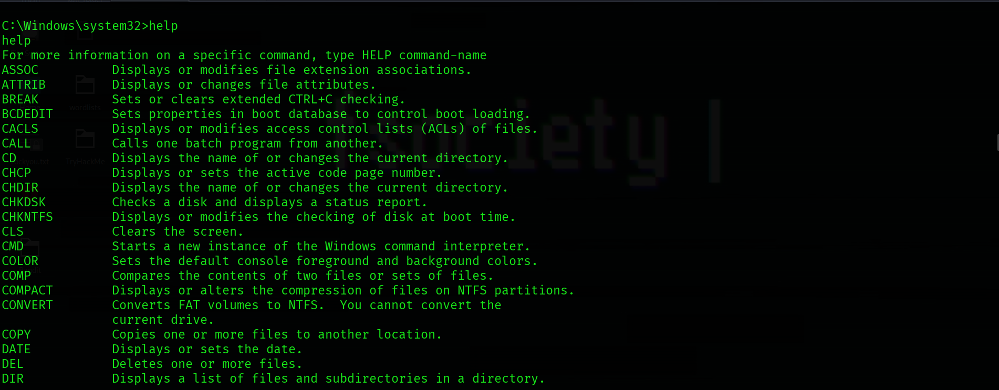 C:\Windows\system32>help
help
For more information on a specific command, type HELP command-name
ASSOC          Displays or modifies file extension associations.
ATTRIB         Displays or changes file attributes.
BREAK          Sets or clears extended CTRL+C checking.
BCDEDIT        Sets properties in boot database to control boot loading.
CACLS          Displays or modifies access control lists (ACLs) of files.
CALL           Calls one batch program from another.
CD             Displays the name of or changes the current directory.
CHCP           Displays or sets the active code page number.
CHDIR          Displays the name of or changes the current directory.
CHKDSK         Checks a disk and displays a status report.
CHKNTFS        Displays or modifies the checking of disk at boot time.
CLS            Clears the screen.
CMD            Starts a new instance of the Windows command interpreter.
COLOR          Sets the default console foreground and background colors.
COMP           Compares the contents of two files or sets of files.
COMPACT        Displays or alters the compression of files on NTFS partitions.
CONVERT        Converts FAT volumes to NTFS.  You cannot convert the
               current drive.
COPY           Copies one or more files to another location.
DATE           Displays or sets the date.
DEL            Deletes one or more files.
DIR            Displays a list of files and subdirectories in a directory.
wordlists
TryHackMe